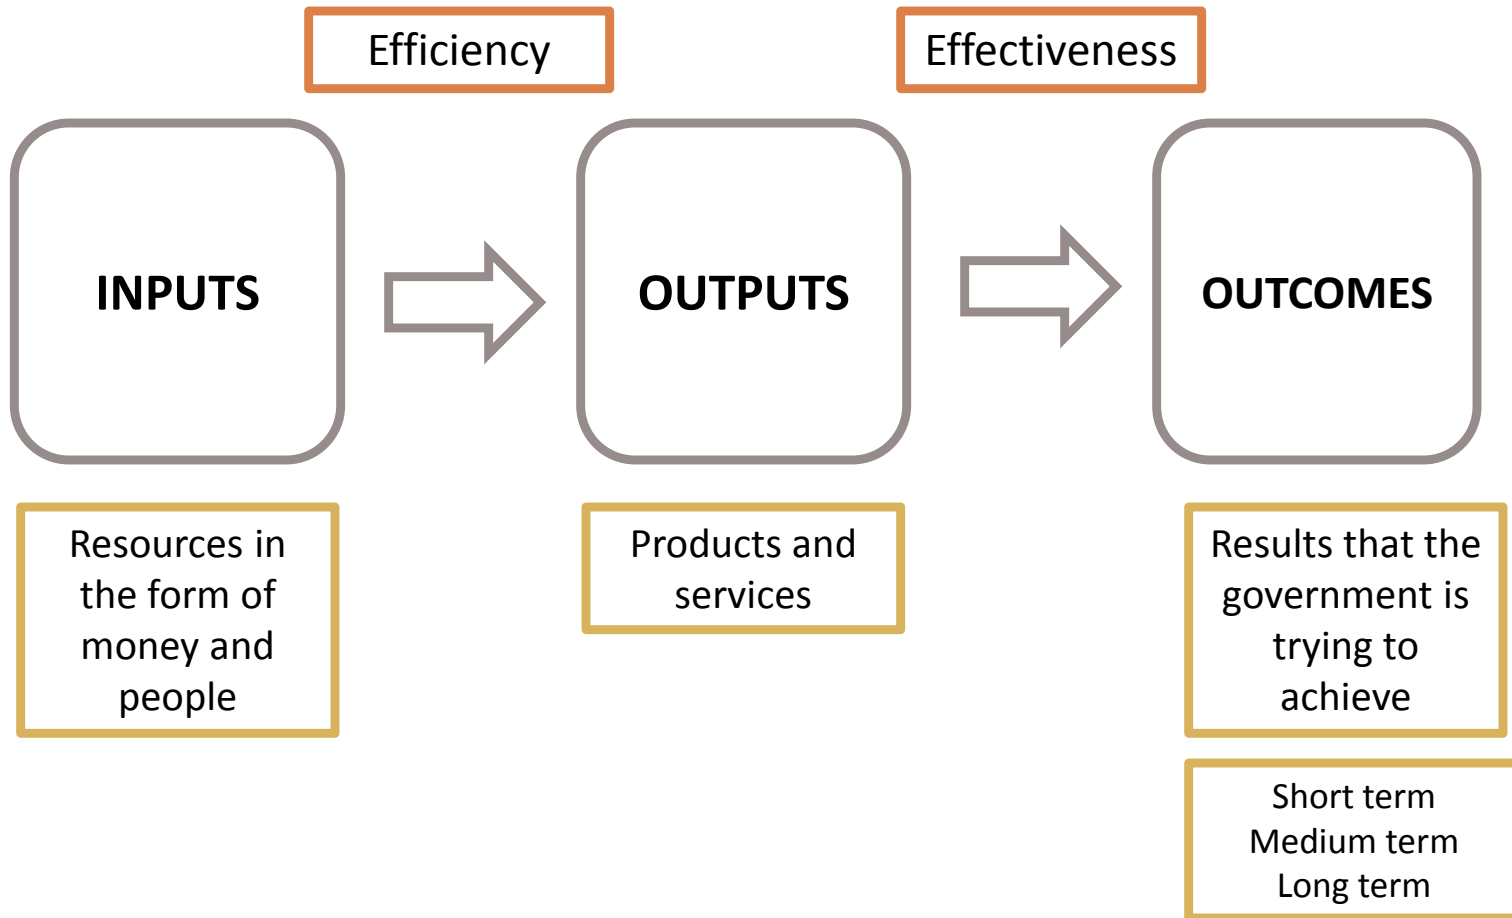 Efficiency
Effectiveness
INPUTS
OUTPUTS
OUTCOMES
Resources in
the form of
money and
people
Products and
services
Results that the
government is
trying to
achieve
Short term
Medium term
Long term